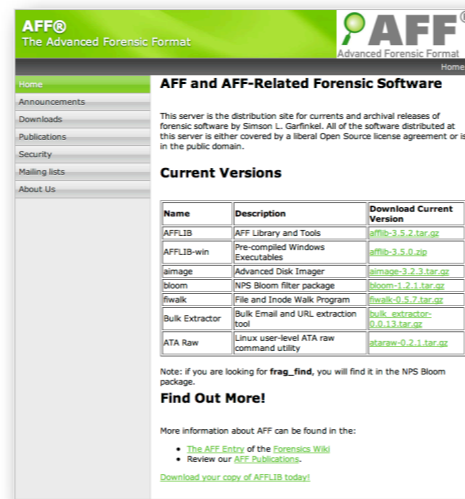 AFF®
The Advanced Forensic Format
AFF®
Advanced Forensic Format
Home
Home
Announcements
Downloads
Publications
Security
Mailing lists
About Us
AFF and AFF-Related Forensic Software
This server is the distribution site for currents and archival releases of
forensic software by Simson L. Garfinkel. All of the software distributed at
this server is either covered by a liberal Open Source license agreement or is
in the public domain.
Current Versions
Name Description Download Current Version
AFFLIB AFF Library and Tools afflib-3.5.2.tar.gz
AFFLIB-win Pre-compiled Windows Executables afflib-3.5.0.zip
aimage Advanced Disk Imager aimage-3.2.3.tar.gz
bloom NPS Bloom filter package bloom-1.2.1.tar.gz
fiwalk File and Inode Walk Program fiwalk-0.5.7.tar.gz
Bulk Extractor Bulk Email and URL extraction tool bulk_extractor-0.0.13.tar.gz
ATA Raw Linux user-level ATA raw command utility ataraw-0.2.1.tar.gz
Note: if you are looking for frag_find, you will find it in the NPS Bloom
package.
Find Out More!
More information about AFF can be found in the:
• The AFF Entry of the Forensics Wiki
• Review our AFF Publications.
Download your copy of AFFLIB today!